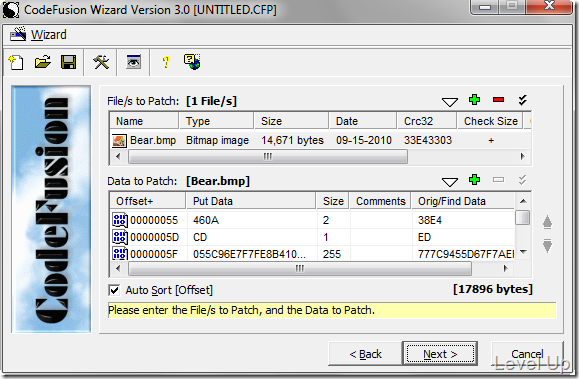 CodeFusion Wizard Version 3.0 [UNTITLED.CFP]
Wizard
File/s to Patch: [1 File/s]
Name Type Size Date Crc32 Check Size
Bear.bmp Bitmap image 14,671 bytes 09-15-2010 33E43303 +
Data to Patch: [Bear.bmp]
Offset+ Put Data Size Comments Orig/Find Data
00000055 460A 2 38E4
0000005D CD 1 ED
0000005F 055C96E7F7FE8B410... 255 777C9455D67F7AE
CodeFusion
Auto Sort [Offset] [17896 bytes]
Please enter the File/s to Patch, and the Data to Patch.
< Back Next > Cancel
Level Up